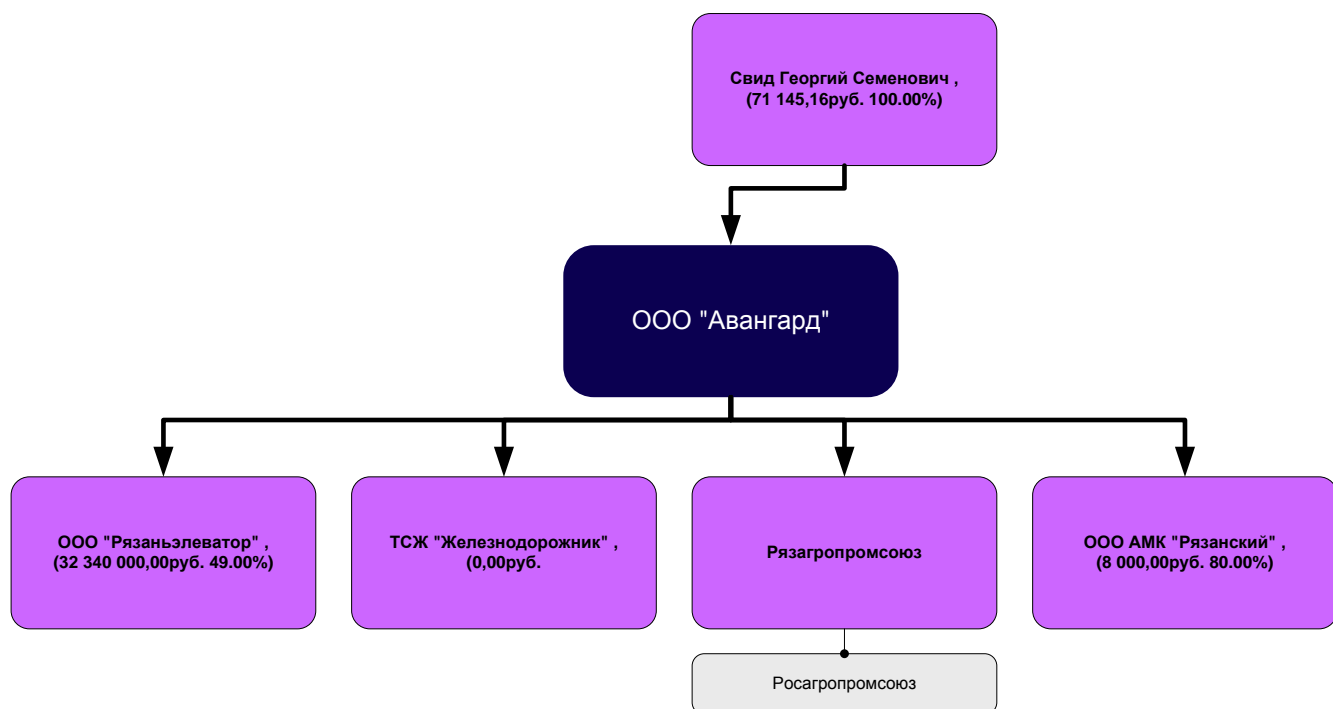 Свид Георгий Семенович ,
(71 145,16руб. 100.00%)
ООО "Авангард"
ООО "Рязаньэлеватор" ,
(32 340 000,00руб. 49.00%)
ТСЖ "Железнодорожник" ,
(0,00руб.
Рязагропромсоюз
ООО АМК "Рязанский" ,
(8 000,00руб. 80.00%)
Росагропромсоюз